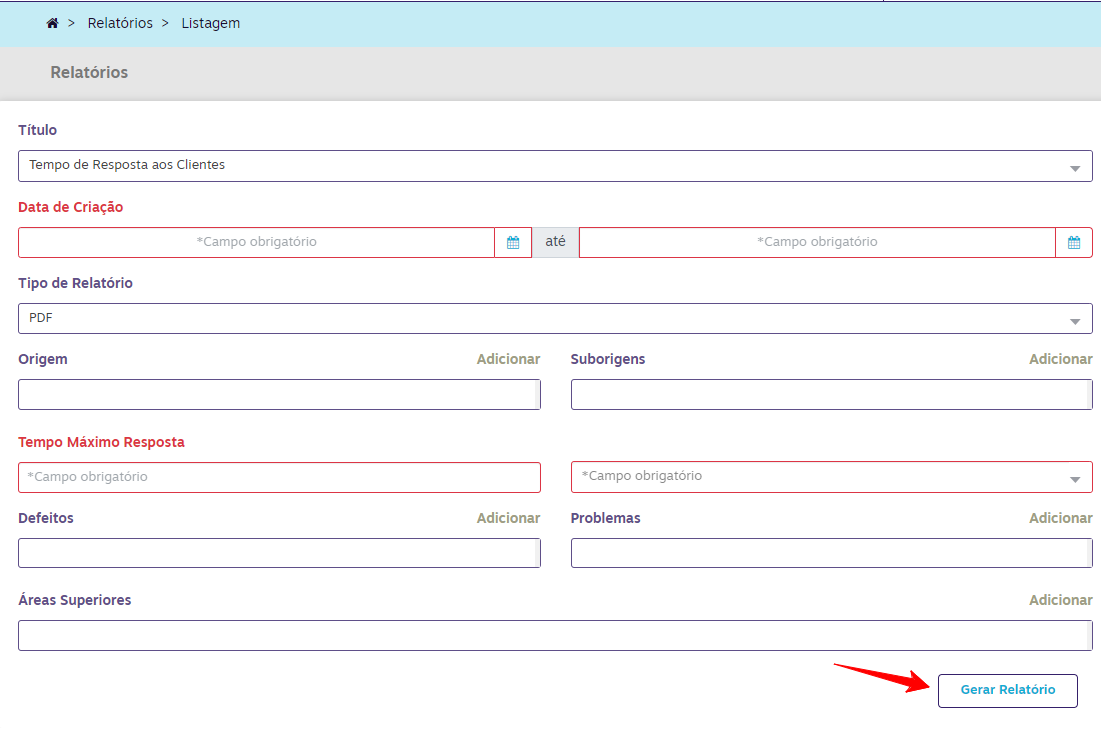 > Relatórios > Listagem
Relatórios
Título
Tempo de Resposta aos Clientes
Data de Criação
*Campo obrigatório até *Campo obrigatório
Tipo de Relatório
PDF
Origem Adicionar Suborigens Adicionar
Tempo Máximo Resposta
*Campo obrigatório *Campo obrigatório
Defeitos Adicionar Problemas Adicionar
Áreas Superiores Adicionar
Gerar Relatório